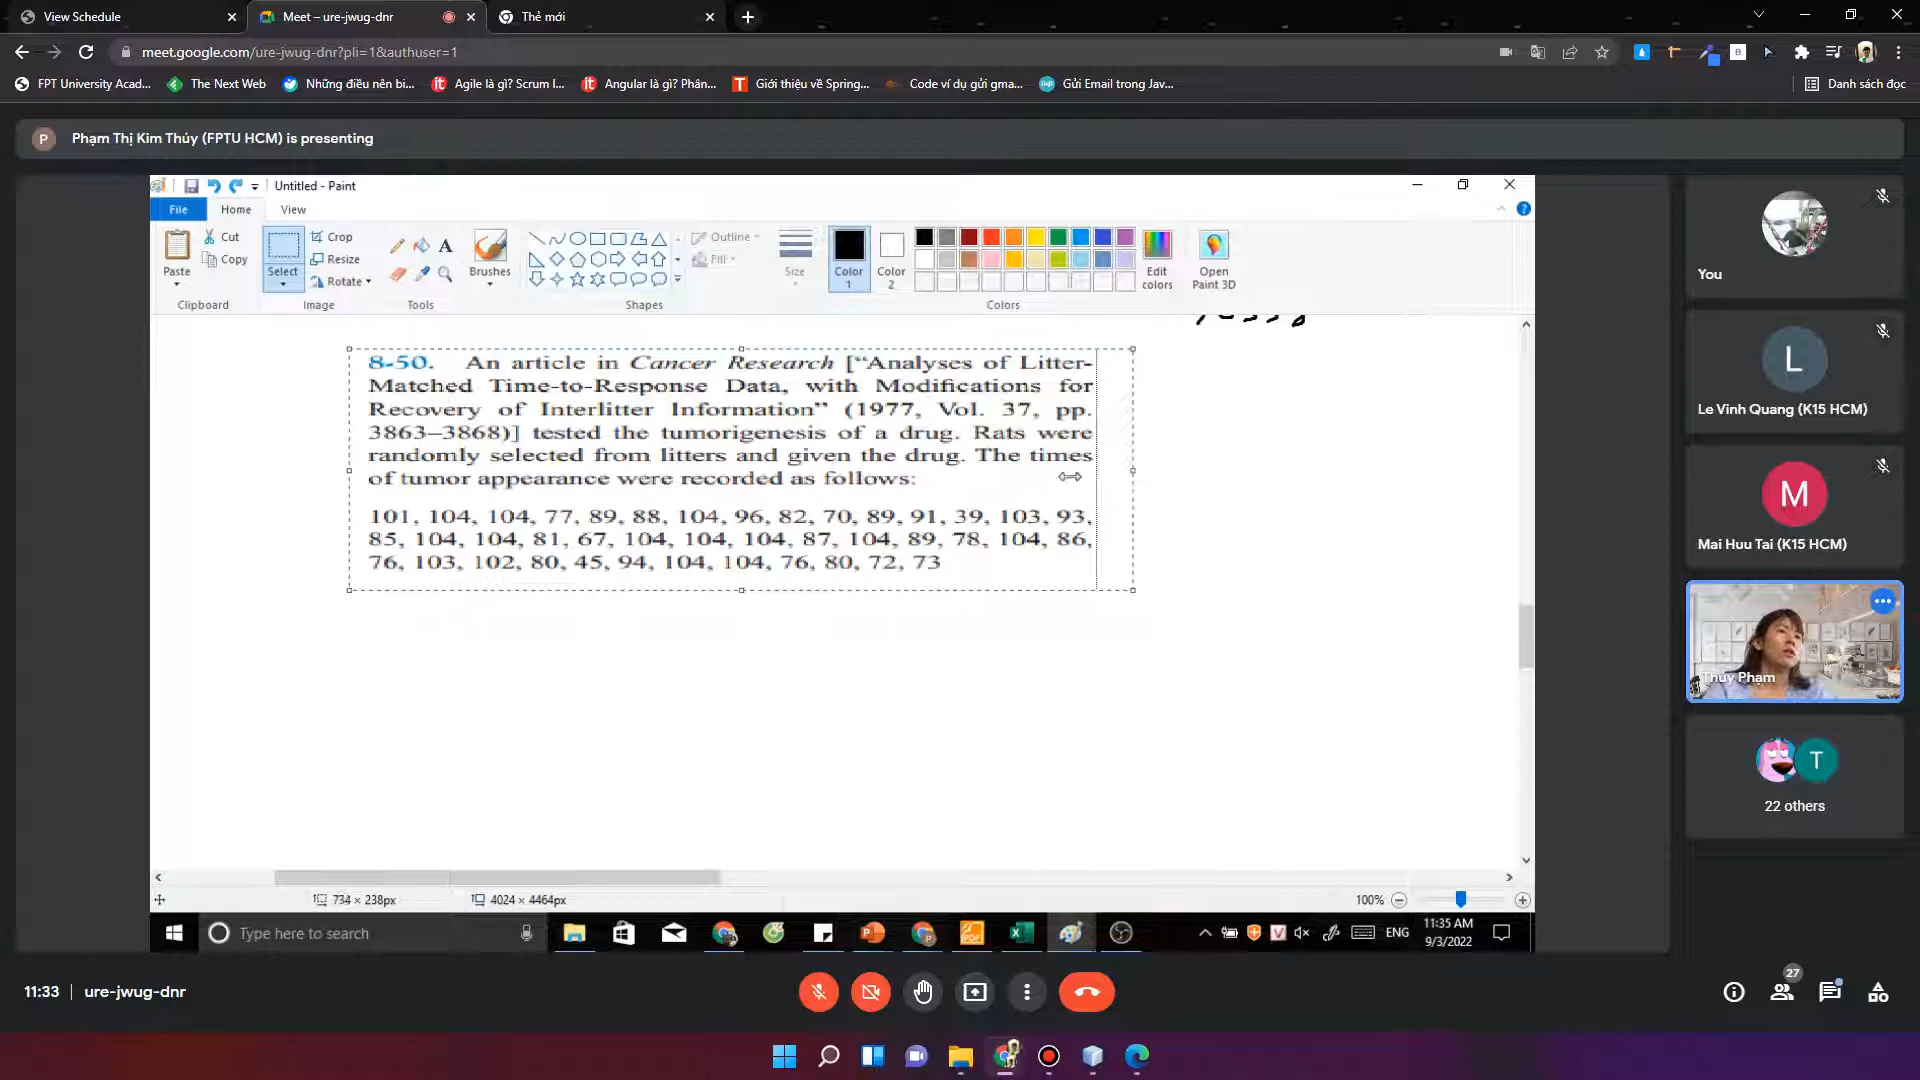 View Schedule
Meet – ure-jwug-dnr
Thẻ mới
meet.google.com/ure-jwug-dnr?pli=1&authuser=1
FPT University Acad...
The Next Web
Những điều nên bi...
Agile là gì? Scrum l...
Angular là gì? Phân...
Giới thiệu về Spring...
Code ví dụ gửi gma...
Gửi Email trong Jav...
Danh sách đọc
P
Phạm Thị Kim Thúy (FPTU HCM) is presenting
Untitled - Paint
File
Home
View
Paste
Cut
Copy
Clipboard
Select
Crop
Resize
Rotate
Image
A
Tools
Brushes
Shapes
Outline
Fill
Size
Color
1
Color
2
Edit
colors
Open
Paint 3D
Colors
8-50. An article in Cancer Research [“Analyses of Litter-
Matched Time-to-Response Data, with Modifications for
Recovery of Interlitter Information” (1977, Vol. 37, pp.
3863–3868)] tested the tumorigenesis of a drug. Rats were
randomly selected from litters and given the drug. The times
of tumor appearance were recorded as follows:
101, 104, 104, 77, 89, 88, 104, 96, 82, 70, 89, 91, 39, 103, 93,
85, 104, 104, 81, 67, 104, 104, 104, 87, 104, 89, 78, 104, 86,
76, 103, 102, 80, 45, 94, 104, 104, 76, 80, 72, 73
734 × 238px
4024 × 4464px
100%
Type here to search
ENG
11:35 AM
9/3/2022
You
L
Le Vinh Quang (K15 HCM)
M
Mai Huu Tai (K15 HCM)
Thuy Phạm
T
22 others
11:33
ure-jwug-dnr
27